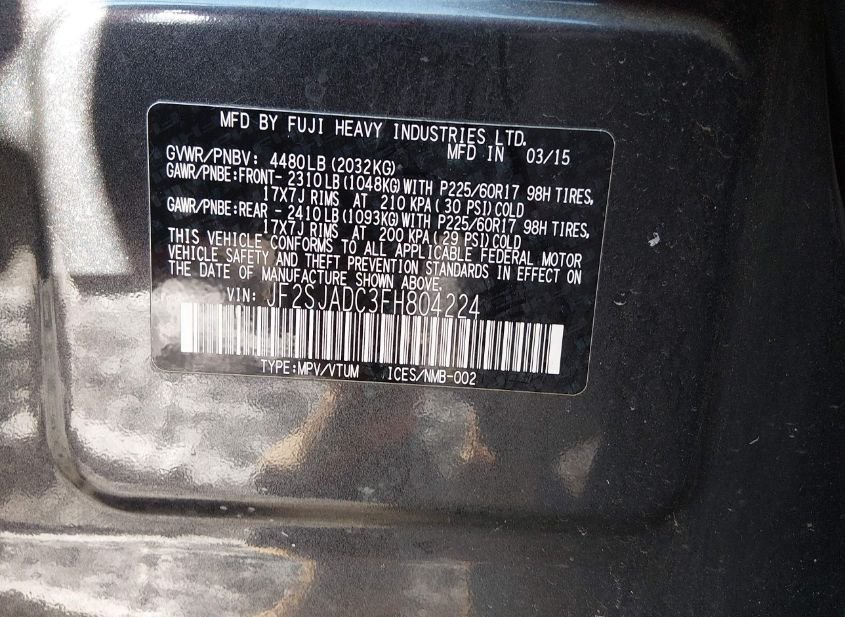 MFD BY FUJI HEAVY INDUSTRIES LTD.
MFD IN 03/15
GVWR/PNBV: 4480LB (2032KG)
GAWR/PNBE:FRONT- 2310LB (1048KG) WITH P225/60R17 98H TIRES,
17X7J RIMS AT 210 KPA ( 30 PSI) COLD
GAWR/PNBE:REAR - 2410LB (1093KG) WITH P225/60R17 98H TIRES,
17X7J RIMS AT 200 KPA ( 29 PSI) COLD
THIS VEHICLE CONFORMS TO ALL APPLICABLE FEDERAL MOTOR
VEHICLE SAFETY AND THEFT PREVENTION STANDARDS IN EFFECT ON
THE DATE OF MANUFACTURE SHOWN ABOVE.
VIN: JF2SJADC3FH804224
TYPE:MPV/VTUM ICES/NMB-002